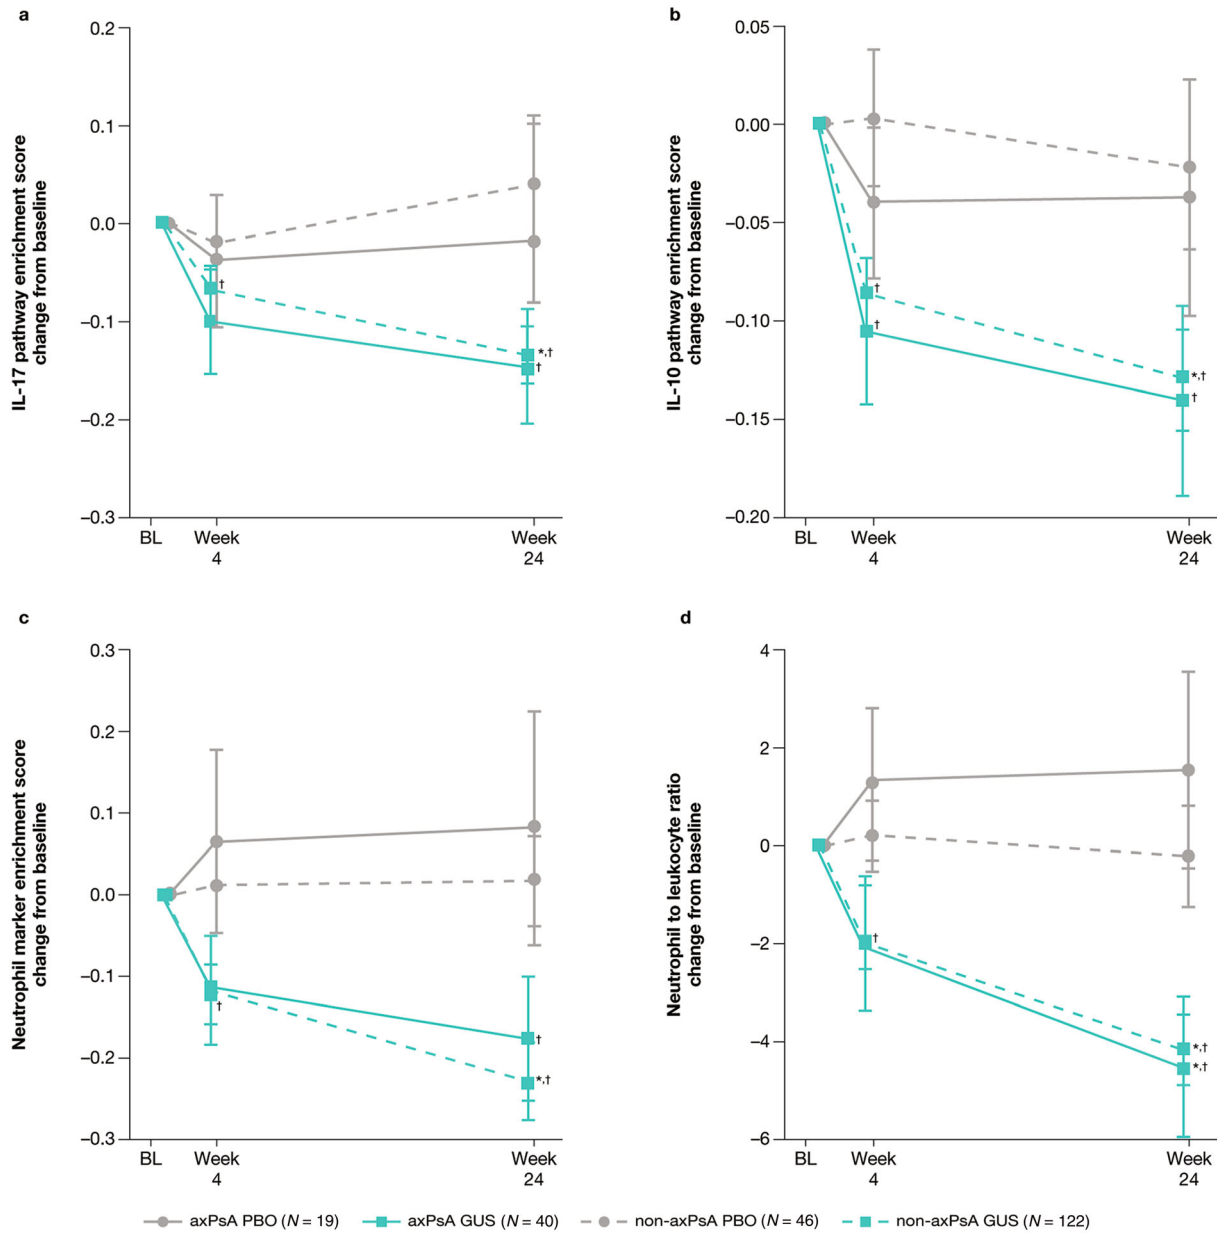 a
IL-17 pathway enrichment score
change from baseline
0.2
0.1
0.0
–0.1
–0.2
–0.3
†
*,†
†
BL
Week
4
Week
24
b
IL-10 pathway enrichment score
change from baseline
0.05
0.00
–0.05
–0.10
–0.15
–0.20
†
†
*,†
†
BL
Week
4
Week
24
c
Neutrophil marker enrichment score
change from baseline
0.3
0.2
0.1
0.0
–0.1
–0.2
–0.3
†
†
*,†
BL
Week
4
Week
24
d
Neutrophil to leukocyte ratio
change from baseline
4
2
0
–2
–4
–6
†
*,†
*,†
BL
Week
4
Week
24
axPsA PBO (N = 19) axPsA GUS (N = 40) non-axPsA PBO (N = 46) non-axPsA GUS (N = 122)